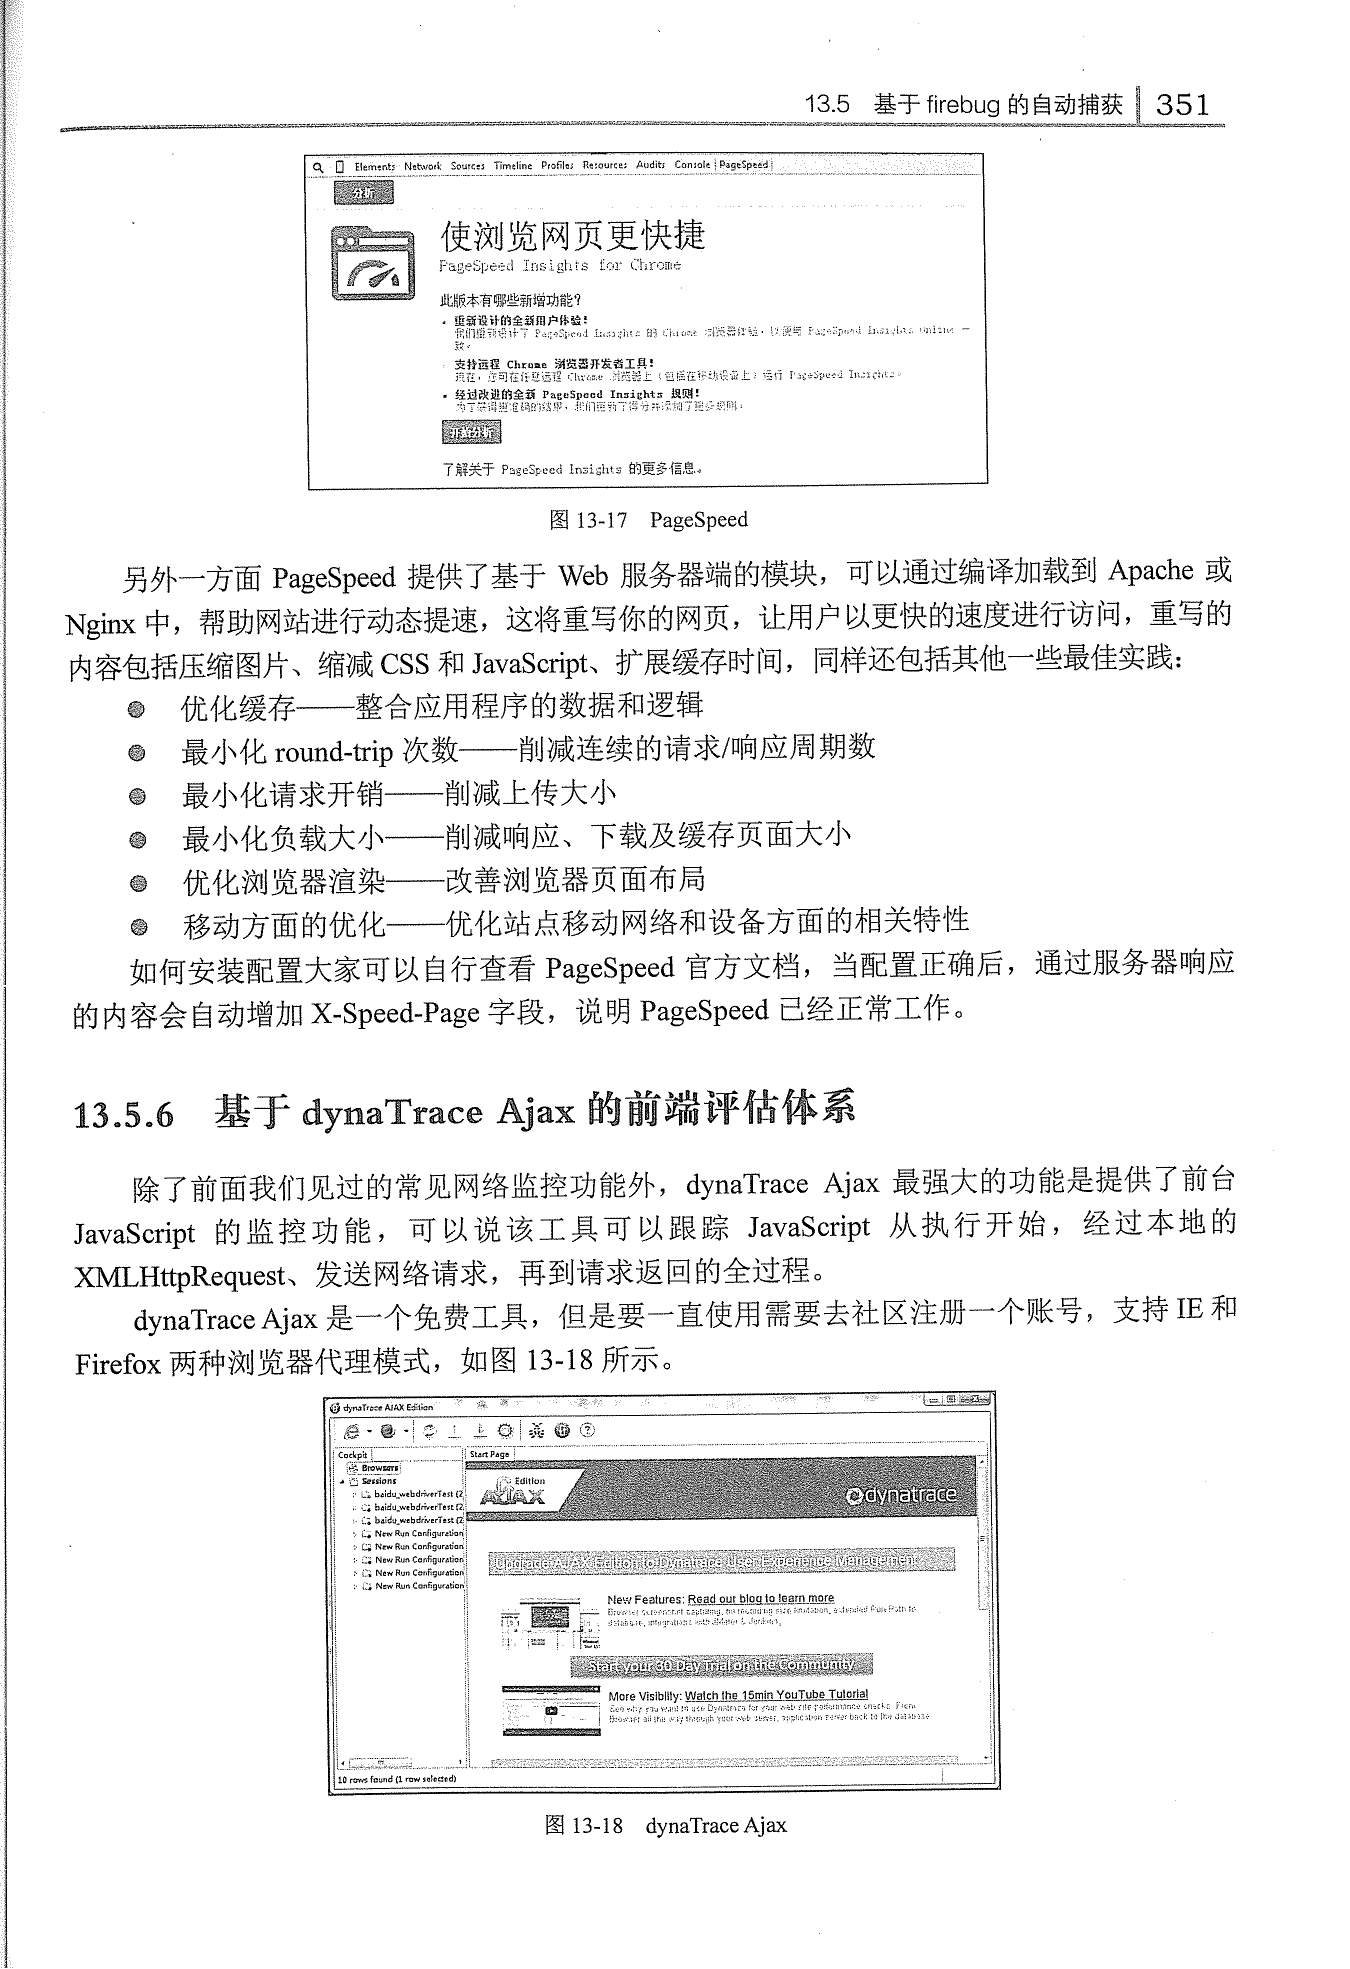 13.5 基于 firebug 的自动捕获 351
Elements Network Sources Timeline Profiles Resources Audits Console PageSpeed
分析
使浏览网页更快捷
PageSpeed Insights for Chrome
此版本有哪些新增功能?
重新设计的全新用户体验!
我们重新设计了 PageSpeed Insights 的 Chrome 浏览器体验,以便与 PageSpeed Insights Online 一
致。
支持远程 Chrome 浏览器开发者工具!
现在,您可在任意远程 Chrome 浏览器上(包括在移动设备上)运行 PageSpeed Insights。
经过改进的全新 PageSpeed Insights 规则!
为了获得更准确的结果,我们更新了得分并添加了更多规则。
开始分析
了解关于 PageSpeed Insights 的更多信息。
图 13-17 PageSpeed
另外一方面 PageSpeed 提供了基于 Web 服务器端的模块,可以通过编译加载到 Apache 或
Nginx 中,帮助网站进行动态提速,这将重写你的网页,让用户以更快的速度进行访问,重写的
内容包括压缩图片、缩减 CSS 和 JavaScript、扩展缓存时间,同样还包括其他一些最佳实践:
● 优化缓存——整合应用程序的数据和逻辑
● 最小化 round-trip 次数——削减连续的请求/响应周期数
● 最小化请求开销——削减上传大小
● 最小化负载大小——削减响应、下载及缓存页面大小
● 优化浏览器渲染——改善浏览器页面布局
● 移动方面的优化——优化站点移动网络和设备方面的相关特性
如何安装配置大家可以自行查看 PageSpeed 官方文档,当配置正确后,通过服务器响应
的内容会自动增加 X-Speed-Page 字段,说明 PageSpeed 已经正常工作。
13.5.6 基于 dynaTrace Ajax 的前端评估体系
除了前面我们见过的常见网络监控功能外,dynaTrace Ajax 最强大的功能是提供了前台
JavaScript 的监控功能,可以说该工具可以跟踪 JavaScript 从执行开始,经过本地的
XMLHttpRequest、发送网络请求,再到请求返回的全过程。
dynaTrace Ajax 是一个免费工具,但是要一直使用需要去社区注册一个账号,支持 IE 和
Firefox 两种浏览器代理模式,如图 13-18 所示。
dynaTrace AJAX Edition
Cockpit
Start Page
Browsers
Sessions
baidu_webdriverTest (2
baidu_webdriverTest (2
baidu_webdriverTest (2
New Run Configuration
New Run Configuration
New Run Configuration
New Run Configuration
New Run Configuration
Edition
AJAX
dynatrace
Upgrade AJAX Edition to Dynatrace User Experience Management
New Features: Read our blog to learn more
Start your 30 Day Trial on the Community
More Visiblily: Watch the 15min YouTube Tutorial
10 rows found (1 row selected)
图 13-18 dynaTrace Ajax